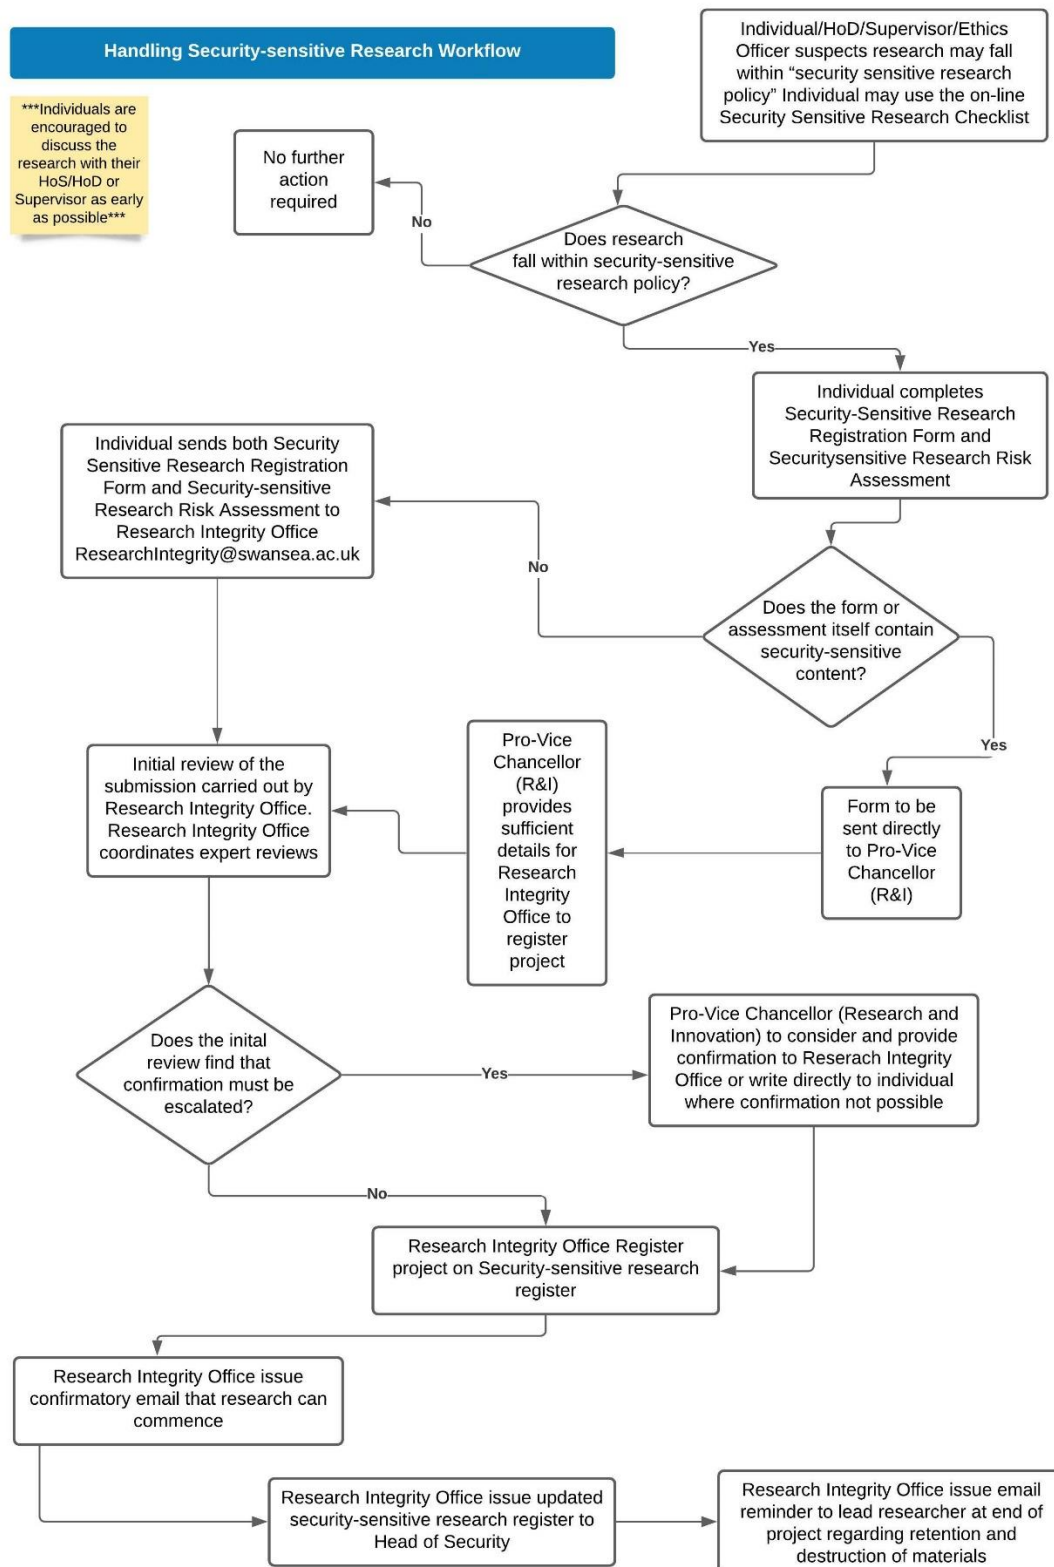 Handling Security-sensitive Research Workflow
***Individuals are
encouraged to
discuss the
research with their
HoS/HoD or
Supervisor as early
as possible***
Individual/HoD/Supervisor/Ethics
Officer suspects research may fall
within “security sensitive research
policy” Individual may use the on-line
Security Sensitive Research Checklist
No further
action
required
No
Does research
fall within security-sensitive
research policy?
Yes
Individual completes
Security-Sensitive Research
Registration Form and
Securitysensitive Research Risk
Assessment
Individual sends both Security
Sensitive Research Registration
Form and Security-sensitive
Research Risk Assessment to
Research Integrity Office
ResearchIntegrity@swansea.ac.uk
No
Does the form or
assessment itself contain
security-sensitive
content?
Yes
Form to be
sent directly
to Pro-Vice
Chancellor
(R&I)
Pro-Vice
Chancellor
(R&I)
provides
sufficient
details for
Research
Integrity
Office to
register
project
Initial review of the
submission carried out by
Research Integrity Office.
Research Integrity Office
coordinates expert reviews
Does the inital
review find that
confirmation must be
escalated?
Yes
Pro-Vice Chancellor (Research and
Innovation) to consider and provide
confirmation to Reserach Integrity
Office or write directly to individual
where confirmation not possible
No
Research Integrity Office Register
project on Security-sensitive research
register
Research Integrity Office issue
confirmatory email that research can
commence
Research Integrity Office issue updated
security-sensitive research register to
Head of Security
Research Integrity Office issue email
reminder to lead researcher at end of
project regarding retention and
destruction of materials